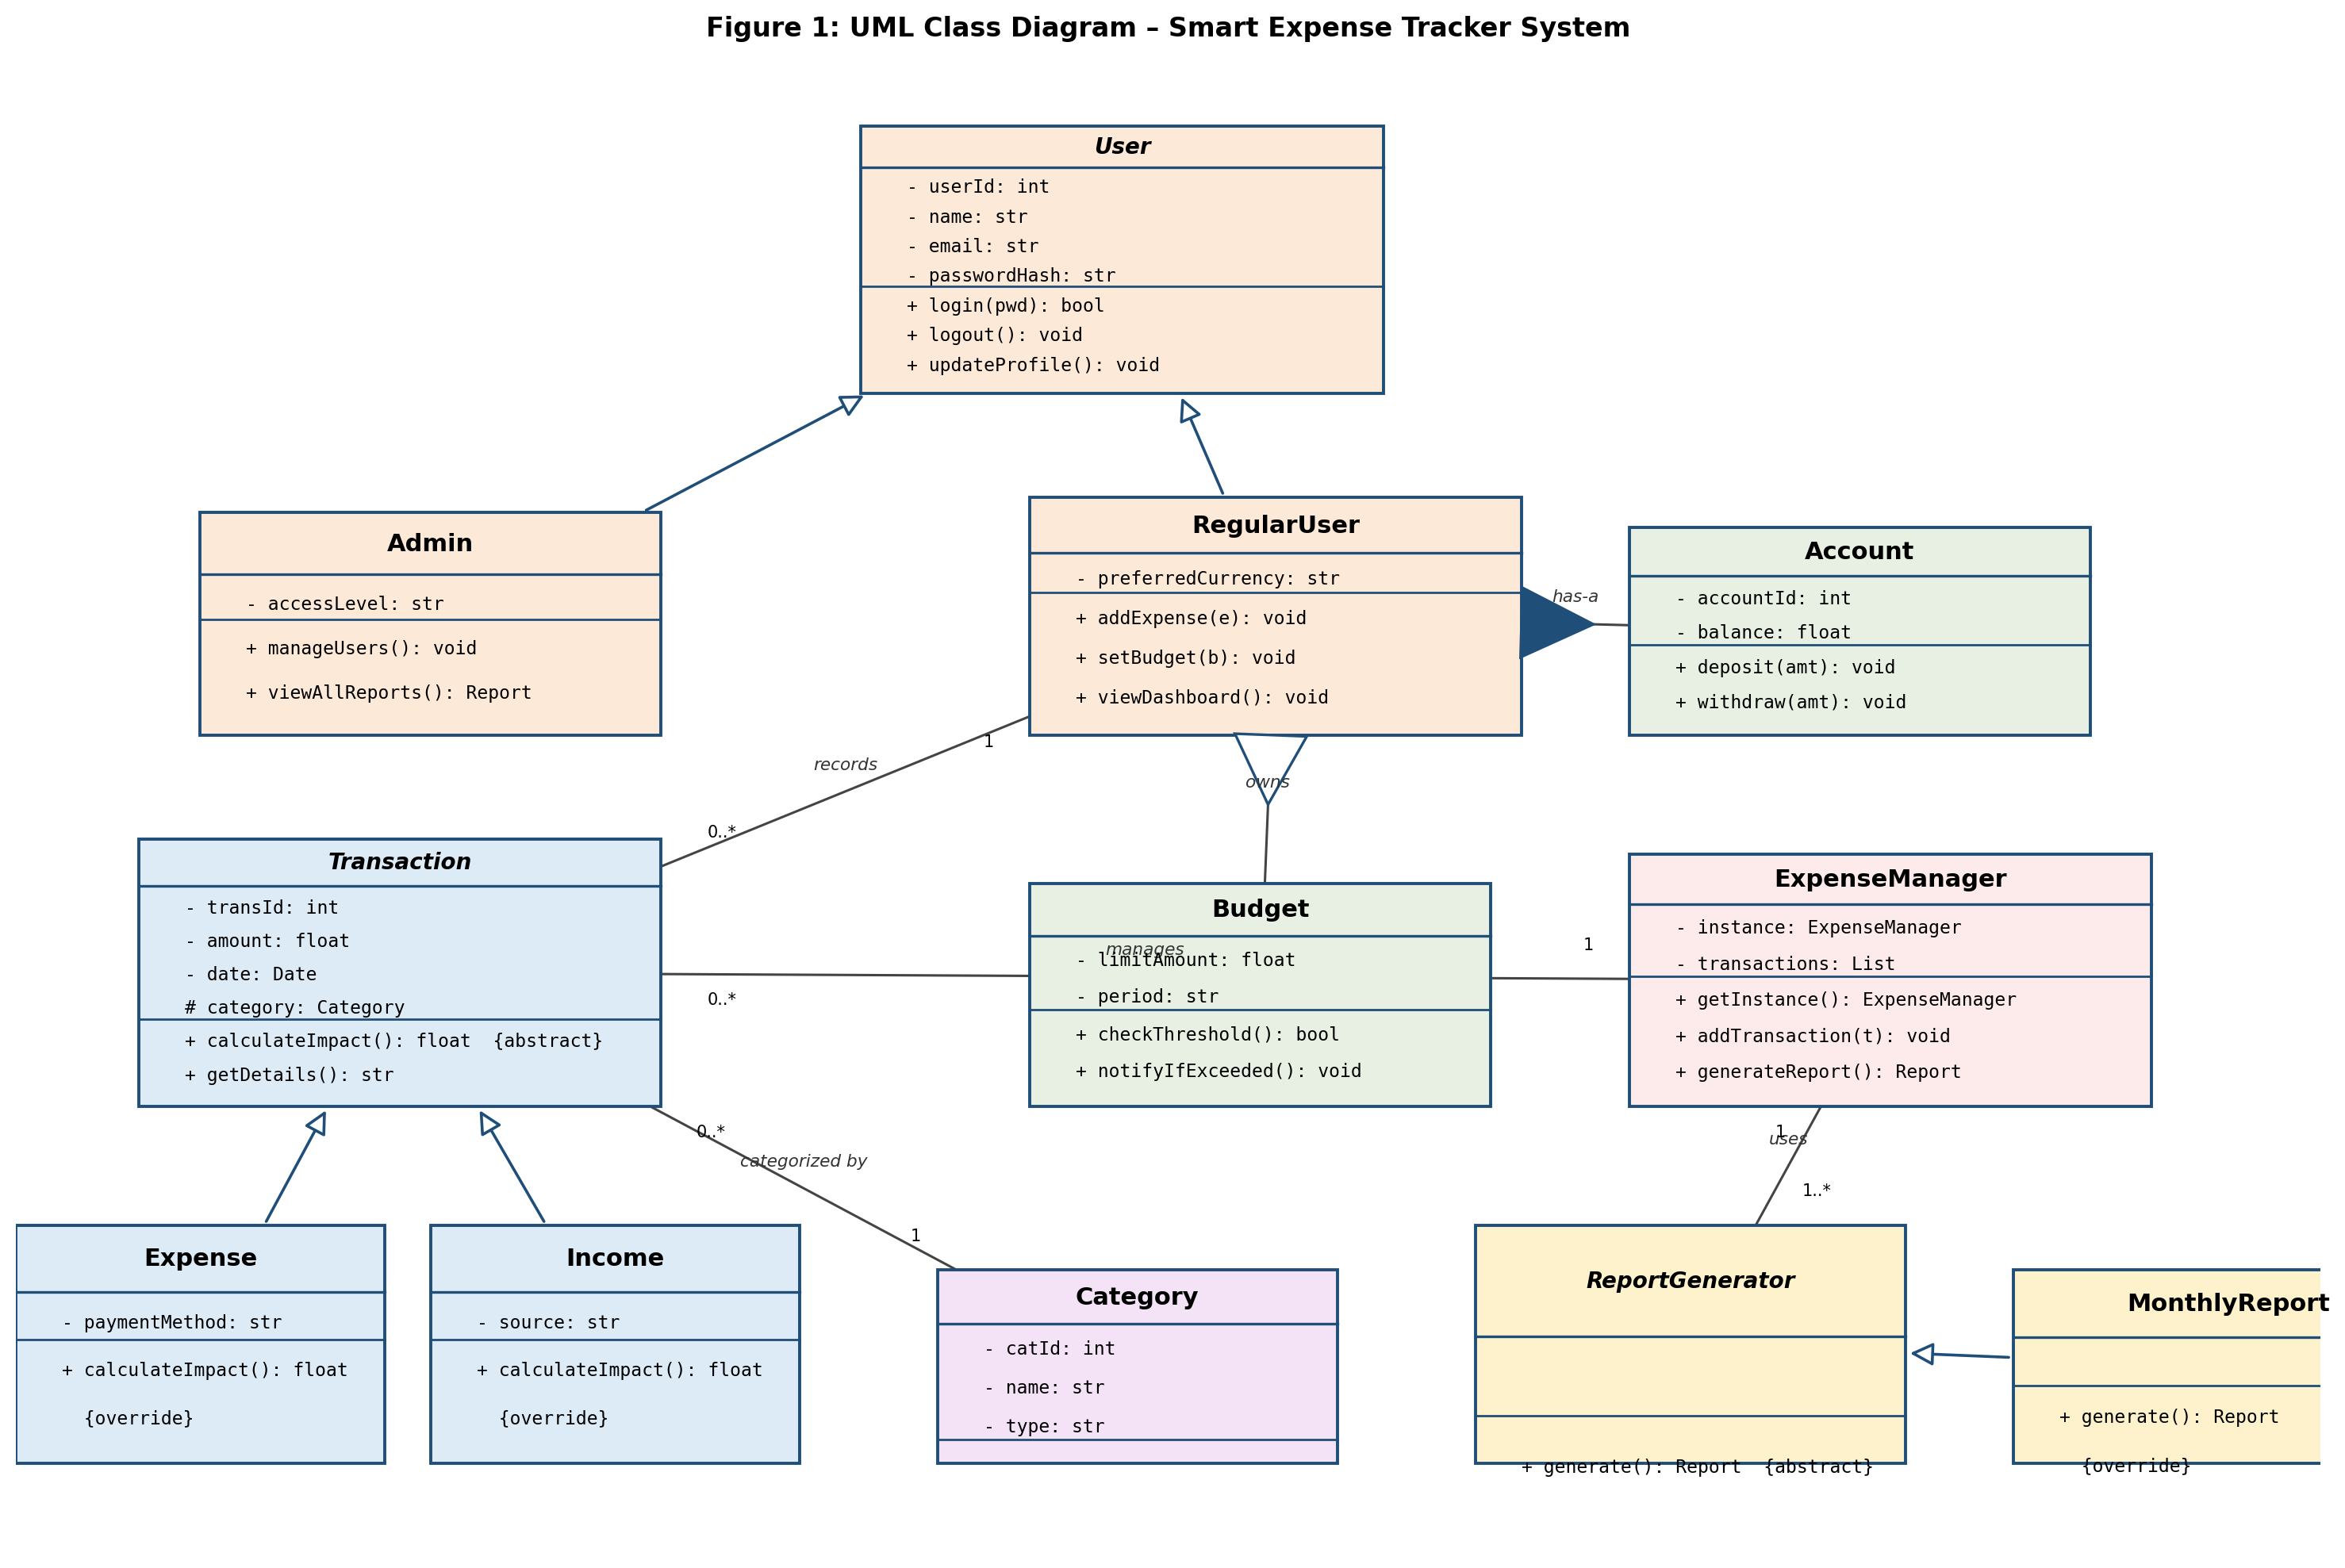 Figure 1: UML Class Diagram – Smart Expense Tracker System
User
- userId: int
- name: str
- email: str
- passwordHash: str
+ login(pwd): bool
+ logout(): void
+ updateProfile(): void
Admin
- accessLevel: str
+ manageUsers(): void
+ viewAllReports(): Report
RegularUser
- preferredCurrency: str
+ addExpense(e): void
+ setBudget(b): void
+ viewDashboard(): void
has-a
Account
- accountId: int
- balance: float
+ deposit(amt): void
+ withdraw(amt): void
1
records
0..*
owns
Transaction
- transId: int
- amount: float
- date: Date
# category: Category
+ calculateImpact(): float  {abstract}
+ getDetails(): str
0..*
manages
1
Budget
- limitAmount: float
- period: str
+ checkThreshold(): bool
+ notifyIfExceeded(): void
ExpenseManager
- instance: ExpenseManager
- transactions: List
+ getInstance(): ExpenseManager
+ addTransaction(t): void
+ generateReport(): Report
0..*
categorized by
1
1
uses
1..*
Expense
- paymentMethod: str
+ calculateImpact(): float
{override}
Income
- source: str
+ calculateImpact(): float
{override}
Category
- catId: int
- name: str
- type: str
ReportGenerator
+ generate(): Report  {abstract}
MonthlyReport
+ generate(): Report
{override}